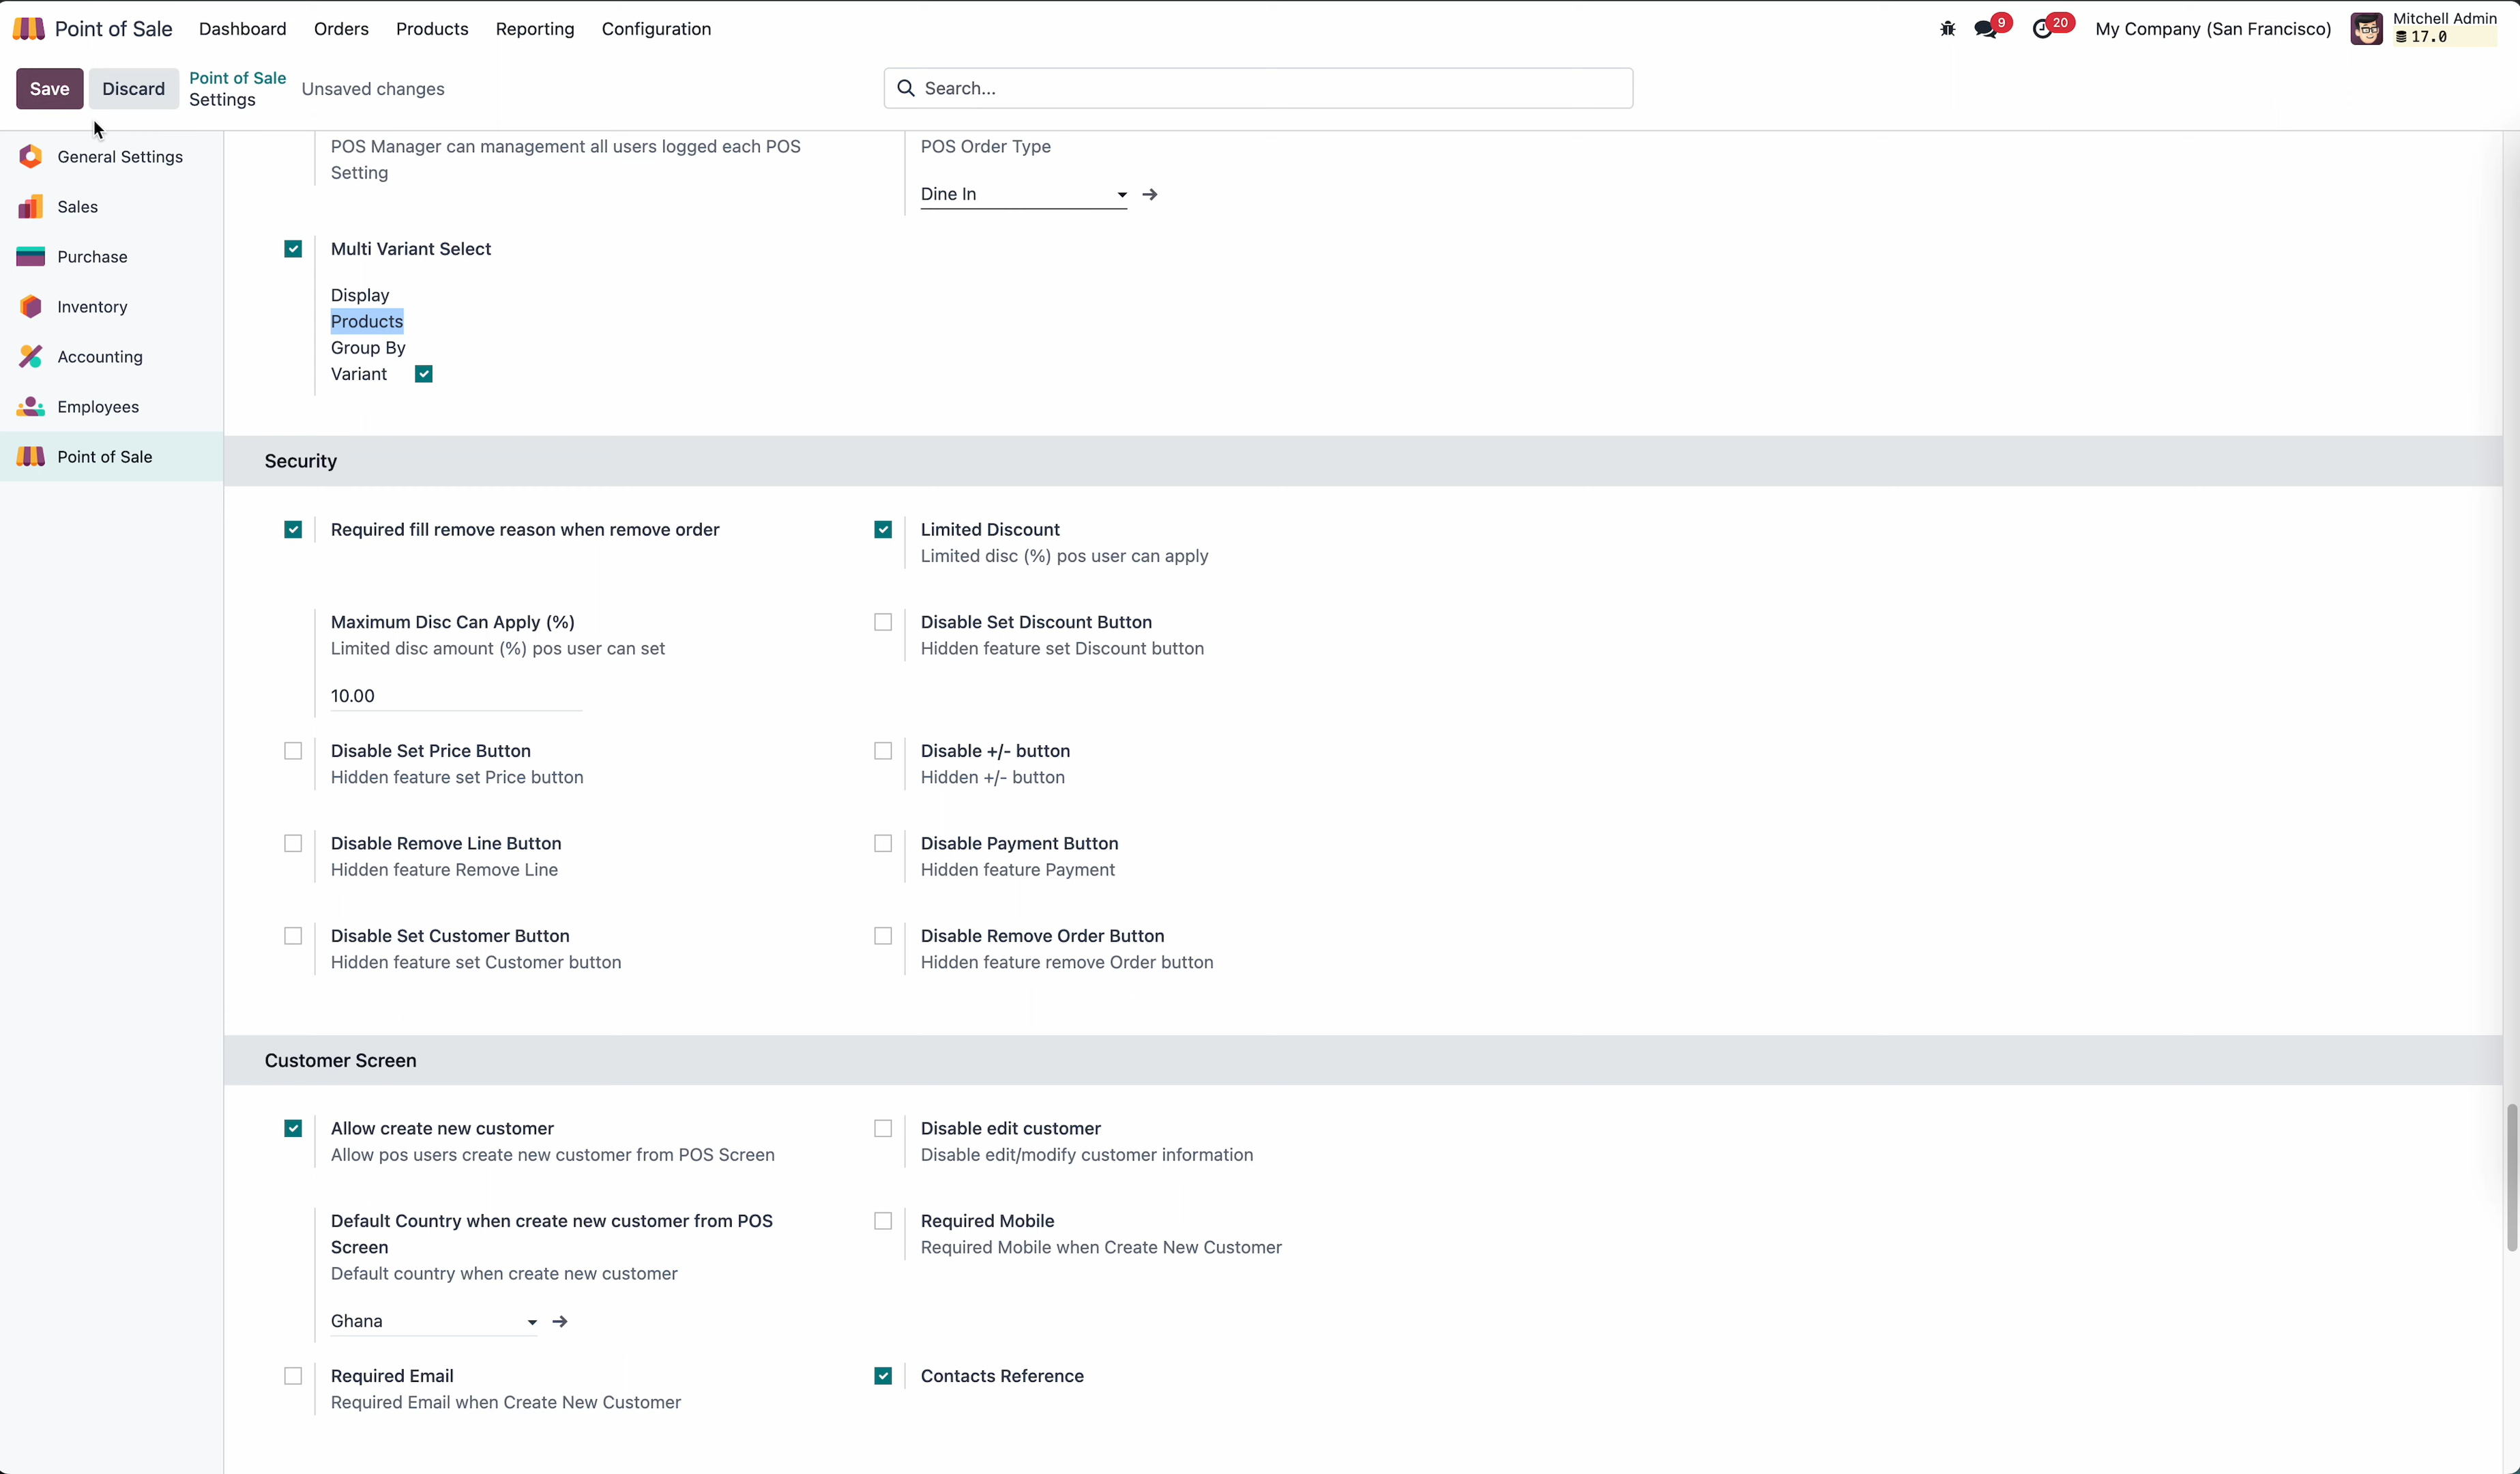 Point of Sale
Dashboard
Orders
Products
Reporting
Configuration
9
20
My Company (San Francisco)
Mitchell Admin
17.0
Save
Discard
Point of Sale
Settings
Unsaved changes
Search...
General Settings
Sales
Purchase
Inventory
Accounting
Employees
Point of Sale
POS Manager can management all users logged each POS
Setting
POS Order Type
Dine In
Multi Variant Select
Display
Products
Group By
Variant
Security
Required fill remove reason when remove order
Limited Discount
Limited disc (%) pos user can apply
Maximum Disc Can Apply (%)
Limited disc amount (%) pos user can set
10.00
Disable Set Discount Button
Hidden feature set Discount button
Disable Set Price Button
Hidden feature set Price button
Disable +/- button
Hidden +/- button
Disable Remove Line Button
Hidden feature Remove Line
Disable Payment Button
Hidden feature Payment
Disable Set Customer Button
Hidden feature set Customer button
Disable Remove Order Button
Hidden feature remove Order button
Customer Screen
Allow create new customer
Allow pos users create new customer from POS Screen
Disable edit customer
Disable edit/modify customer information
Default Country when create new customer from POS
Screen
Default country when create new customer
Ghana
Required Mobile
Required Mobile when Create New Customer
Required Email
Required Email when Create New Customer
Contacts Reference